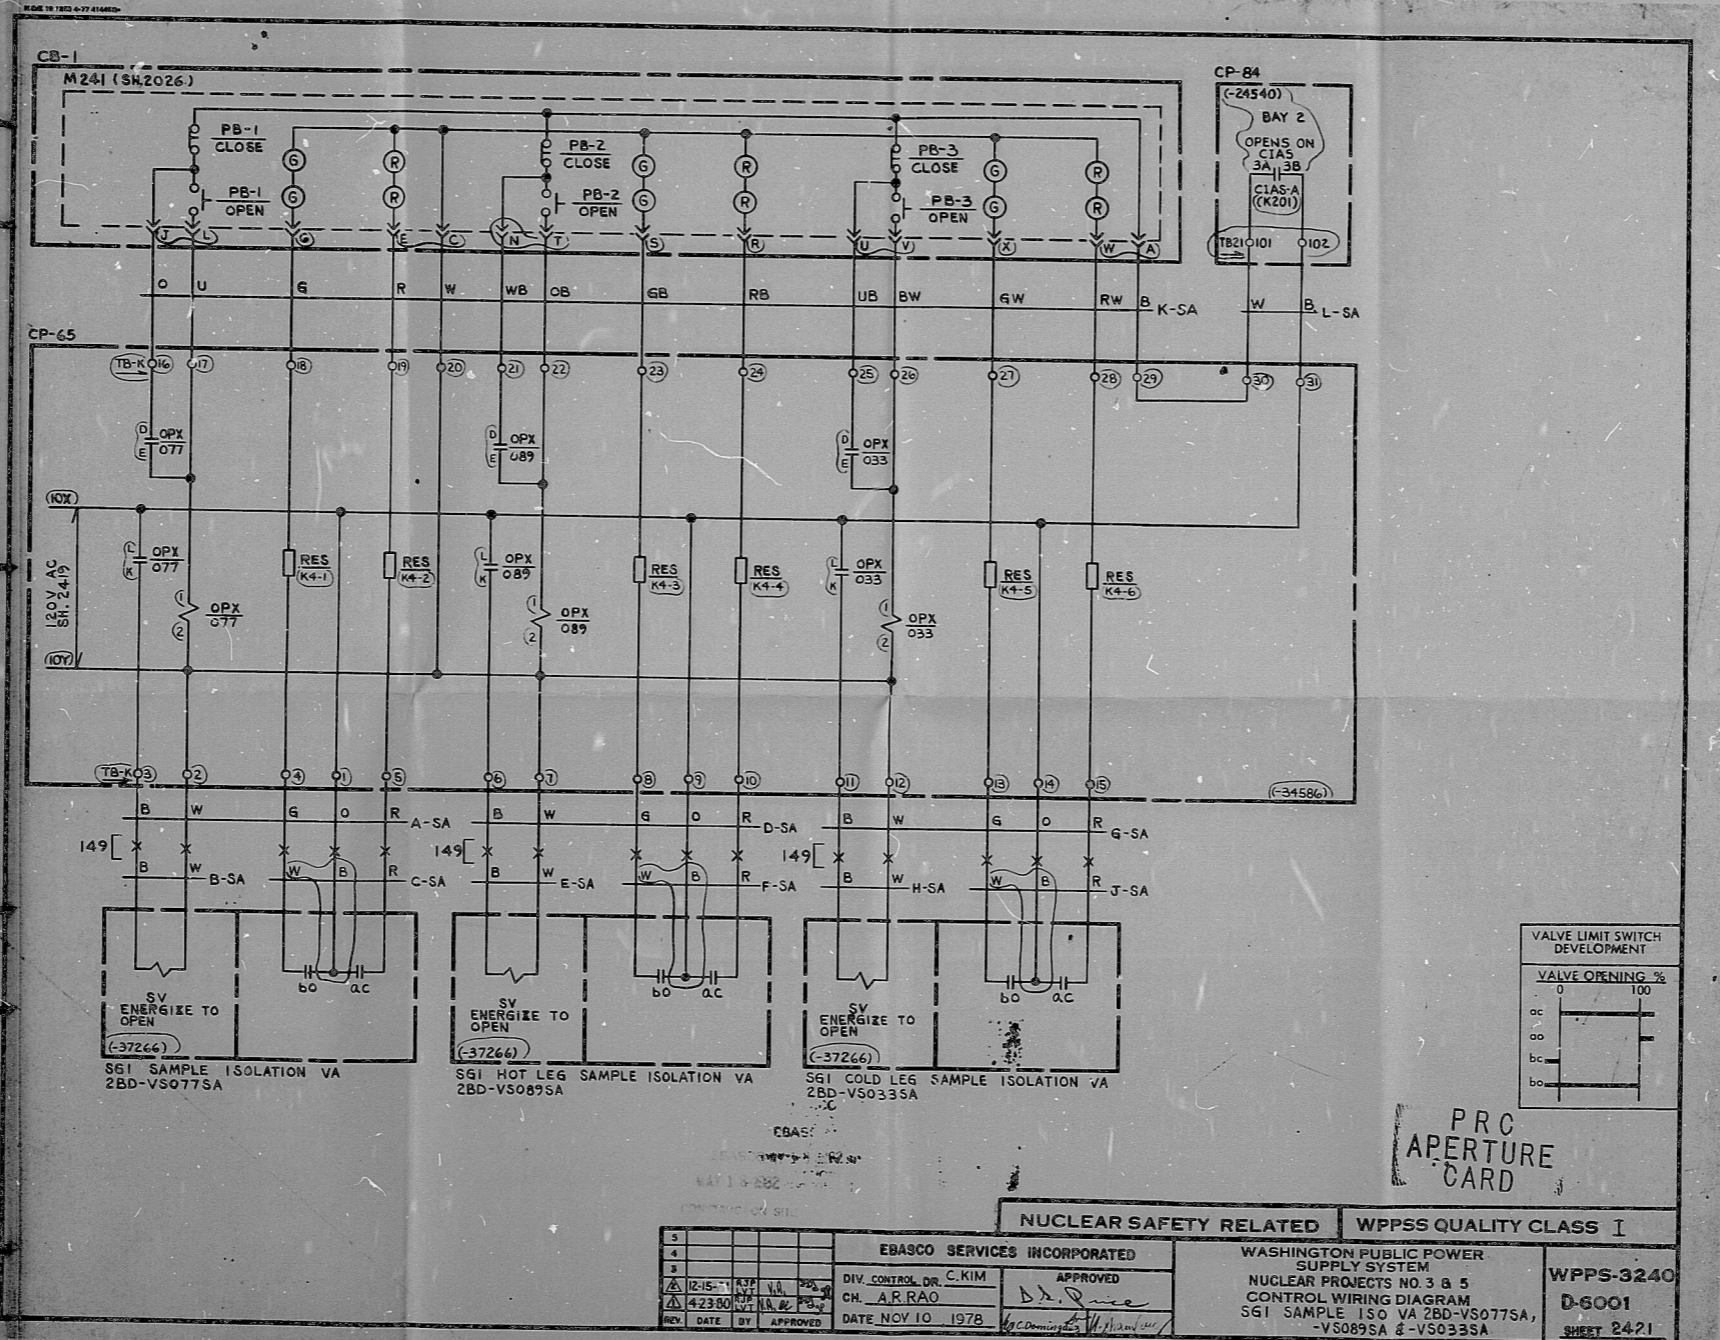 CB-1
M241 (SH.2026)
CP-84
(-24540)
BAY 2
OPENS ON
CIAS
3A 3B
CIAS-A
(K201)
TB21 101 102
PB-1
CLOSE
PB-1
OPEN
G
G
R
R
PB-2
CLOSE
PB-2
OPEN
G
G
R
R
PB-3
CLOSE
PB-3
OPEN
G
G
R
R
J L G E C N T S R U V X W A
O U G R W WB OB GB RB UB BW GW RW B K-SA
W B L-SA
CP-65
TB-K 16 17 18 19 20 21 22 23 24 25 26 27 28 29 30 31
D
E
OPX
077
D
E
OPX
089
D
E
OPX
033
10X
120V AC
SH. 2419
10Y
L
K
OPX
077
RES
K4-1
RES
K4-2
L
K
OPX
089
RES
K4-3
RES
K4-4
L
K
OPX
033
RES
K4-5
RES
K4-6
1
2
OPX
077
1
2
OPX
089
1
2
OPX
033
TB-K 3 2 4 1 5 6 7 8 9 10 11 12 13 14 15
(-34586)
B W G O R A-SA
B W G O R D-SA
B W G O R G-SA
149 149 149
B W B-SA
W B R C-SA
B W E-SA
W B R F-SA
B W H-SA
W B R J-SA
bo ac
bo ac
bo ac
SV
ENERGIZE TO
OPEN
(-37266)
SG1 SAMPLE ISOLATION VA
2BD-VS077SA
SV
ENERGIZE TO
OPEN
(-37266)
SG1 HOT LEG SAMPLE ISOLATION VA
2BD-VS089SA
SV
ENERGIZE TO
OPEN
(-37266)
SG1 COLD LEG SAMPLE ISOLATION VA
2BD-VS033SA
VALVE LIMIT SWITCH
DEVELOPMENT
VALVE OPENING %
0 100
ac
ao
bc
bo
PRC
APERTURE
CARD
NUCLEAR SAFETY RELATED
WPPSS QUALITY CLASS I
5
4
3
4-23-80
REV. DATE BY APPROVED
EBASCO SERVICES INCORPORATED
DIV. CONTROL DR. C.KIM
CH. A.R.RAO
DATE NOV 10 1978
APPROVED
WASHINGTON PUBLIC POWER
SUPPLY SYSTEM
NUCLEAR PROJECTS NO. 3 & 5
CONTROL WIRING DIAGRAM
SG1 SAMPLE ISO VA 2BD-VS077SA,
-VS089SA & -VS033SA
WPPS-3240
D-6001
SHEET 2421